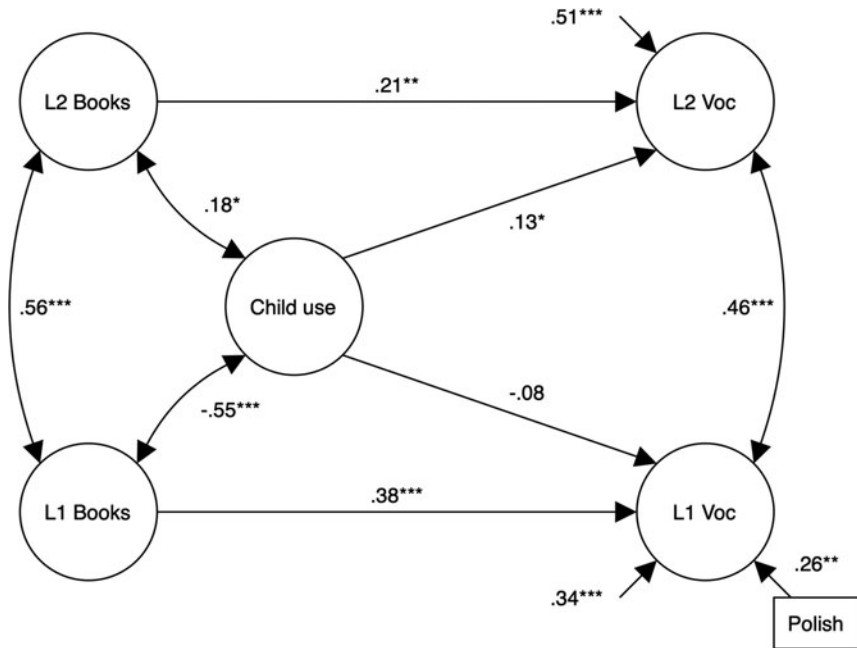 .51***
L2 Books
.21**
L2 Voc
.18*
.13*
.56***
Child use
.46***
-.55***
-.08
L1 Books
.38***
L1 Voc
.34***
.26**
Polish